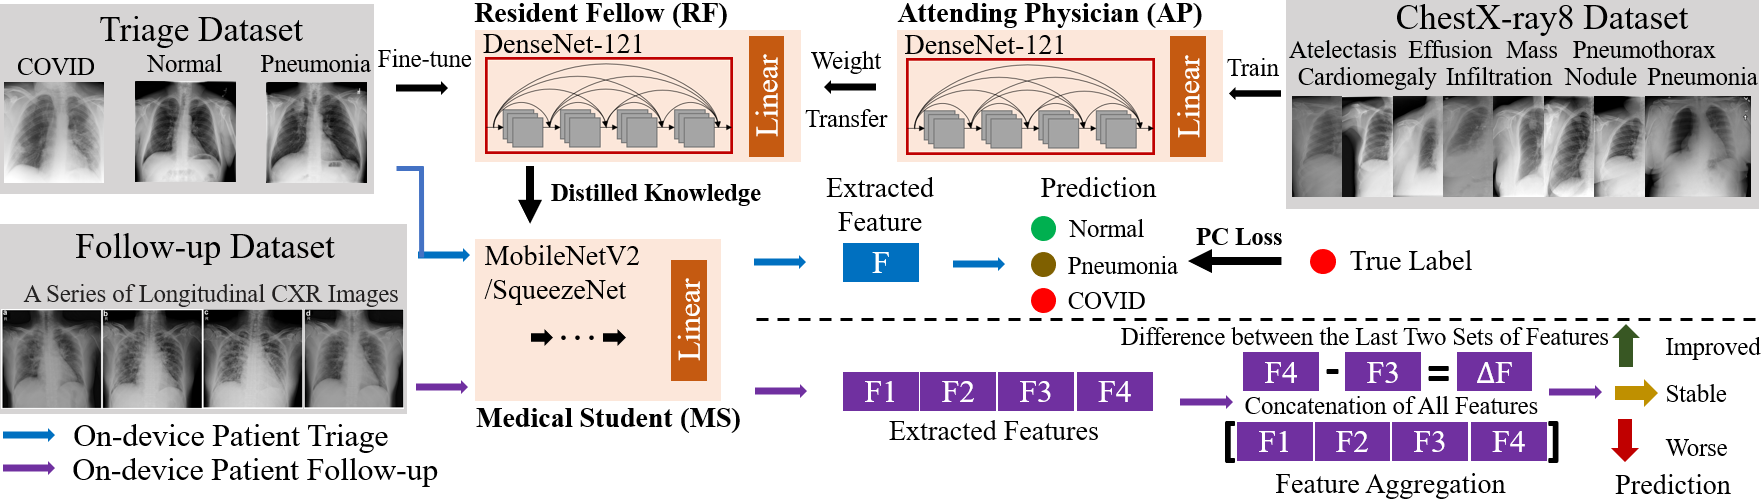 Triage Dataset
COVID Normal Pneumonia
Fine-tune
Resident Fellow (RF)
DenseNet-121
Linear
Weight
Transfer
Attending Physician (AP)
DenseNet-121
Linear
Train
ChestX-ray8 Dataset
Atelectasis Effusion Mass Pneumothorax
Cardiomegaly Infiltration Nodule Pneumonia
Distilled Knowledge
Follow-up Dataset
A Series of Longitudinal CXR Images
a b c d
MobileNetV2
/SqueezeNet
Linear
Medical Student (MS)
Extracted
Feature
F
Prediction
Normal
Pneumonia
COVID
PC Loss
True Label
F1 F2 F3 F4
Extracted Features
Difference between the Last Two Sets of Features
F4 - F3 = ΔF
Concatenation of All Features
[F1 F2 F3 F4]
Feature Aggregation
Improved
Stable
Worse
Prediction
On-device Patient Triage
On-device Patient Follow-up